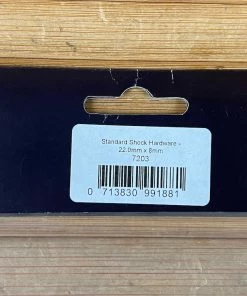 Standard Shock Hardware -
22.0mm x 8mm
7203
0 713830 991881